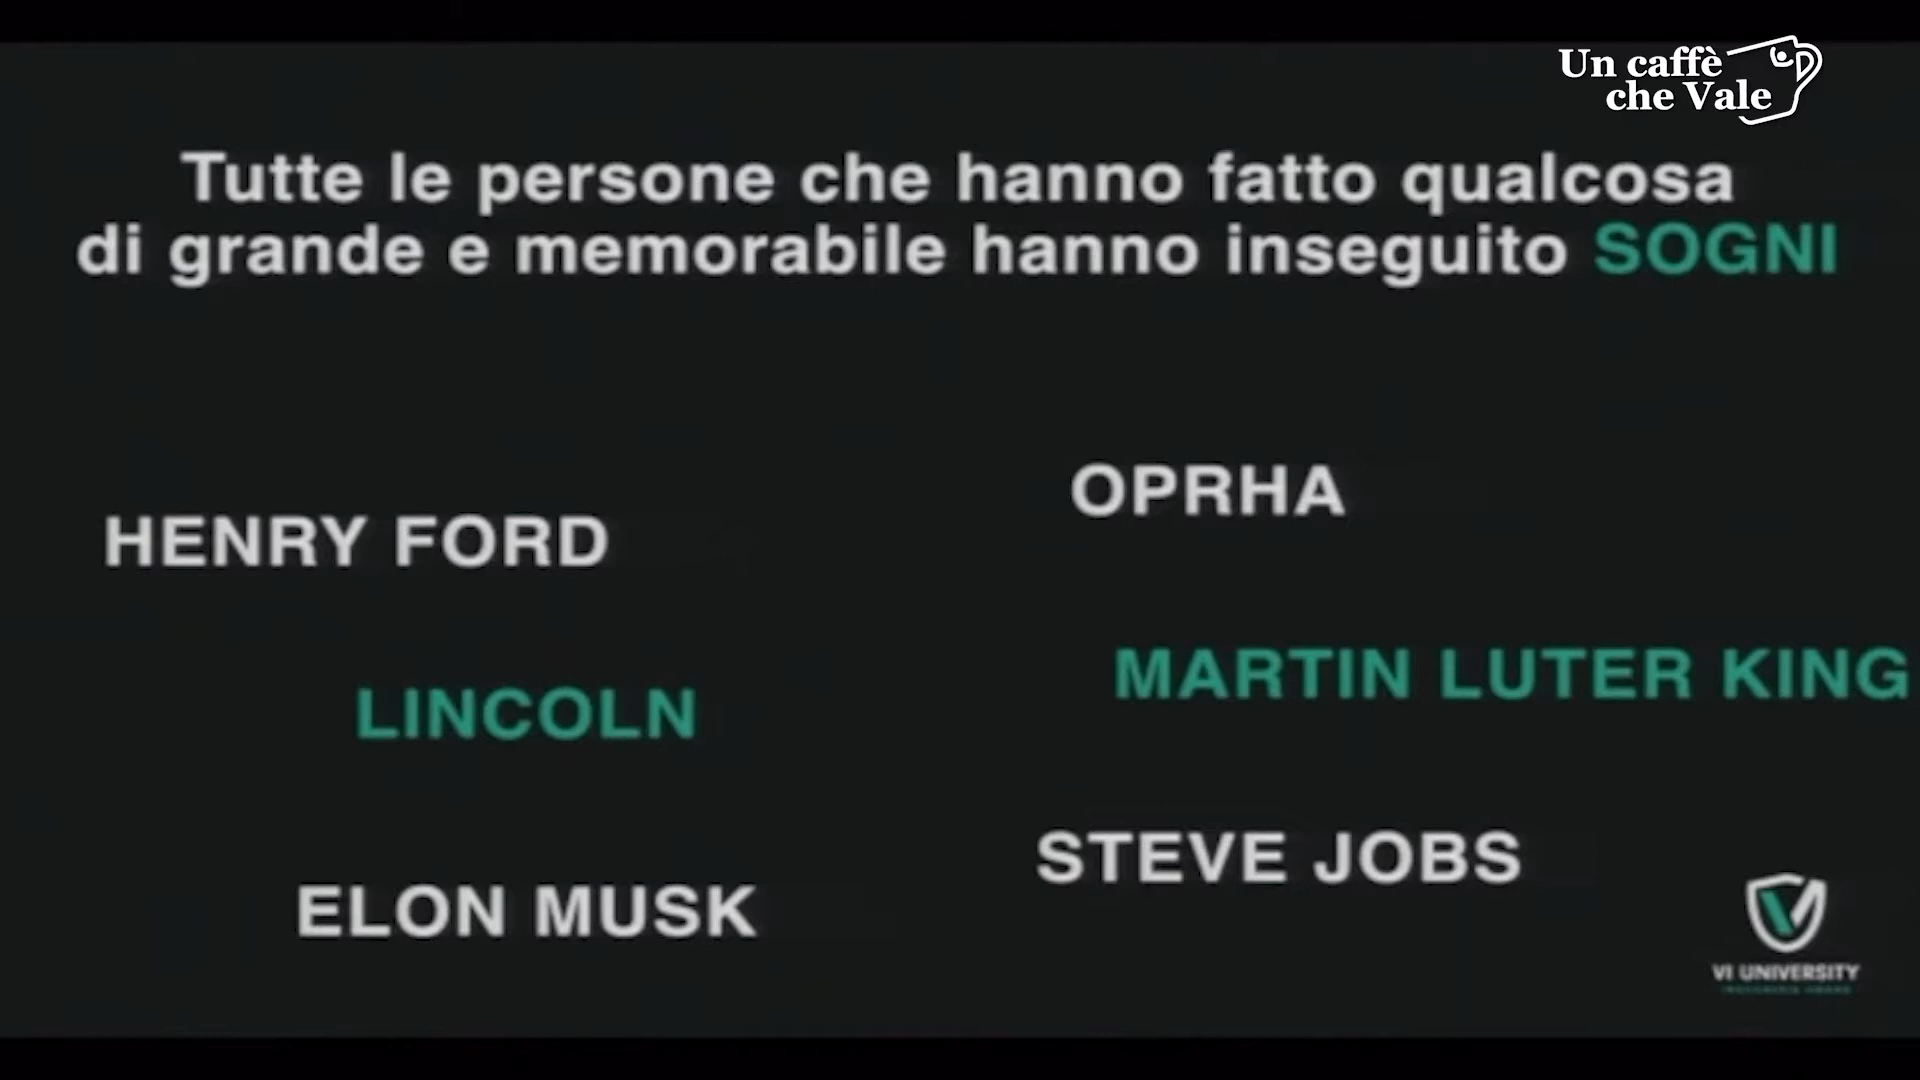 Un caffè
che Vale
Tutte le persone che hanno fatto qualcosa
di grande e memorabile hanno inseguito SOGNI
OPRHA
HENRY FORD
MARTIN LUTER KING
LINCOLN
STEVE JOBS
ELON MUSK
VI UNIVERSITY